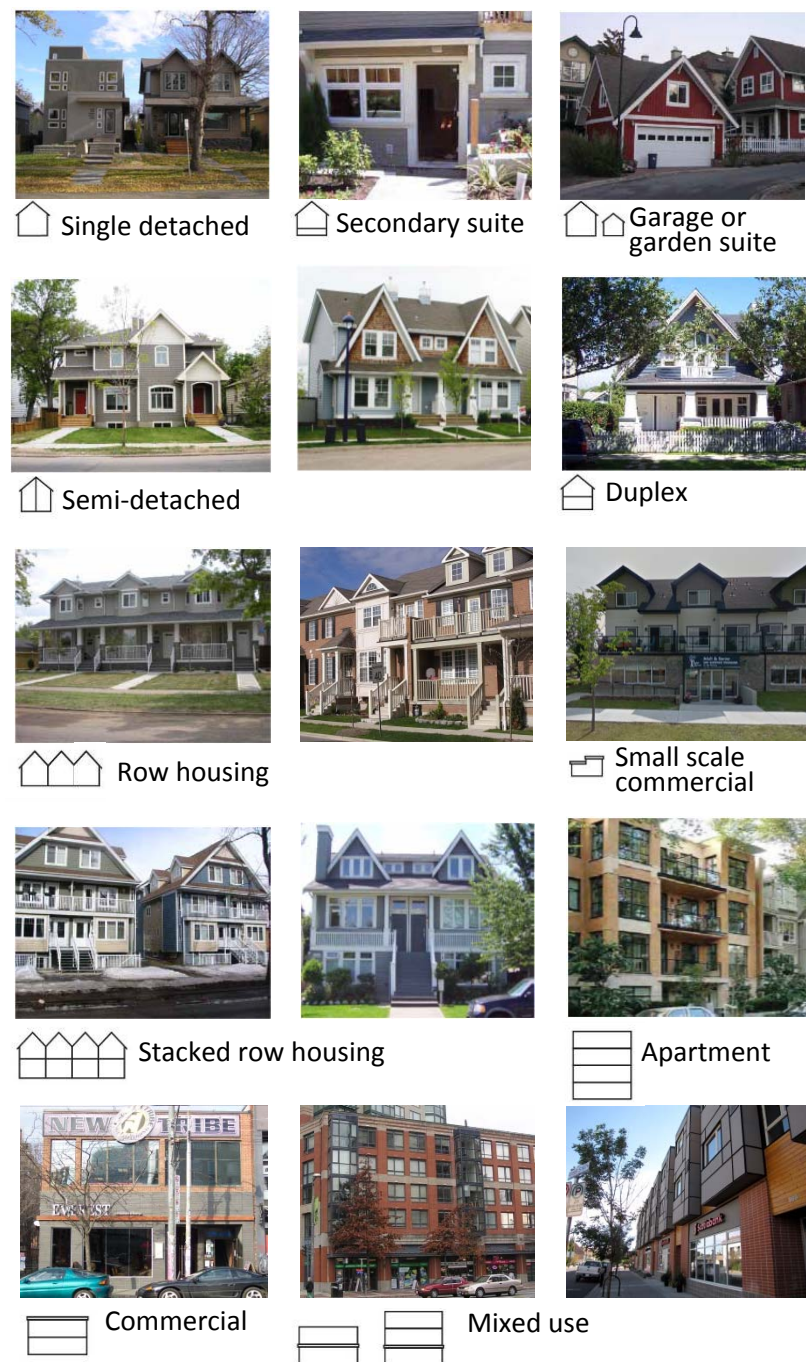 Single detached
Secondary suite
Garage or
garden suite
Semi-detached
Duplex
Row housing
Small scale
commercial
Stacked row housing
Apartment
NEW TRIBE
EVEREST
Scotiabank
Commercial
Mixed use